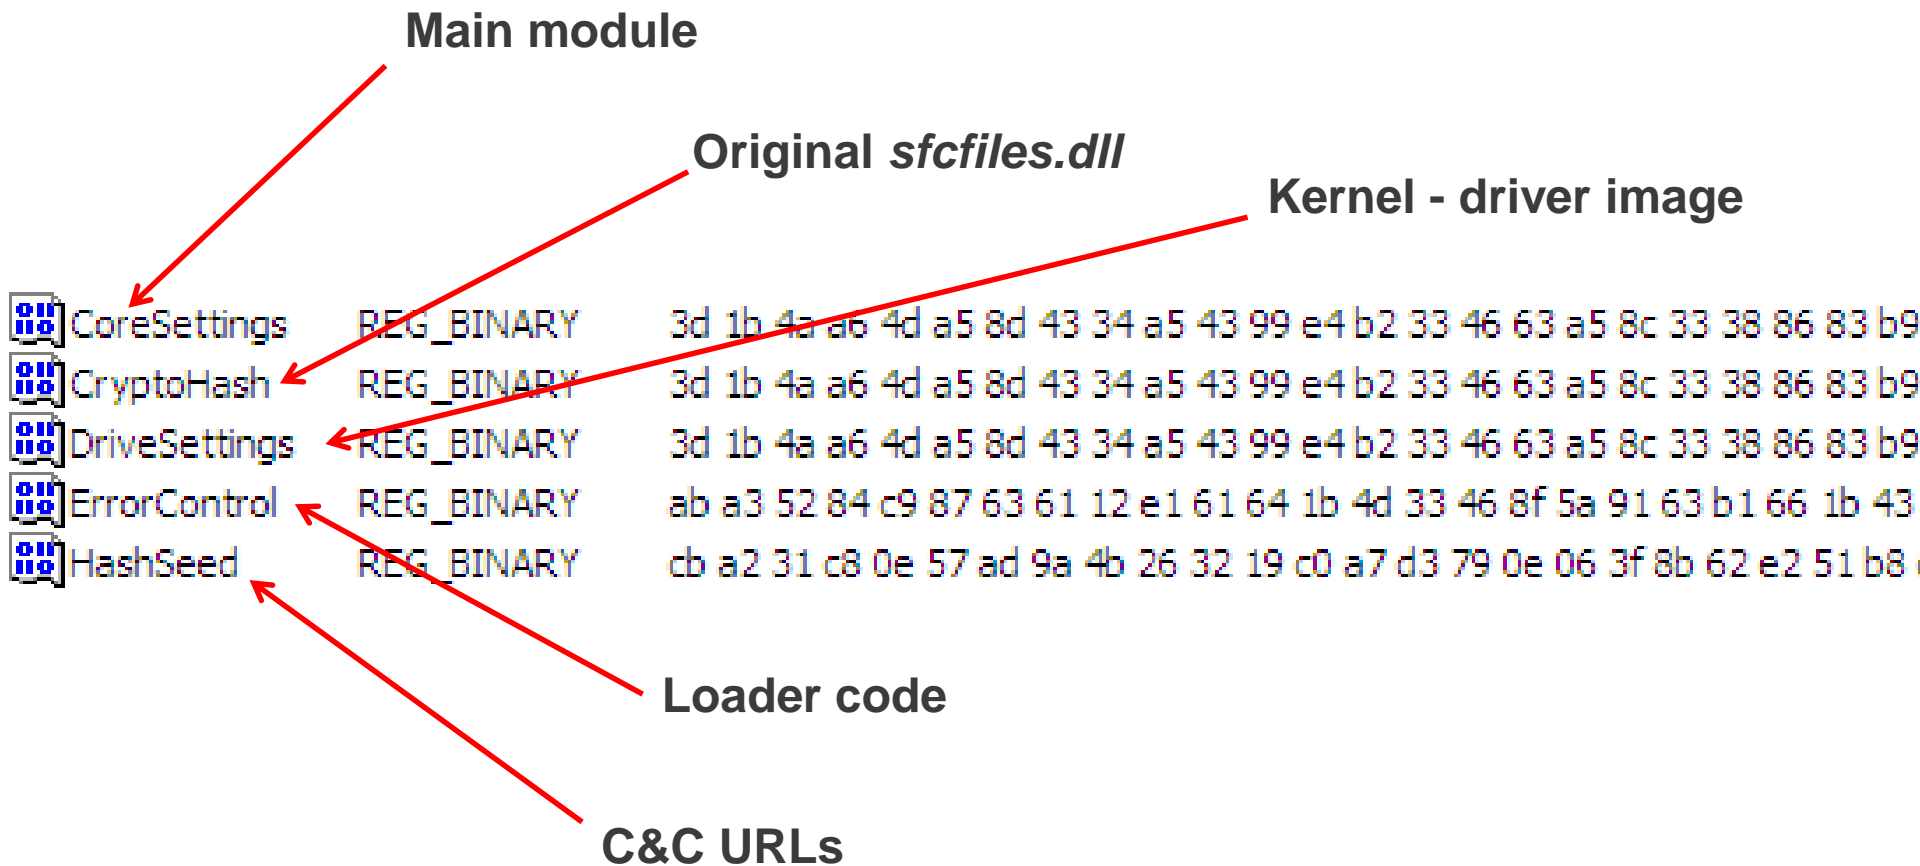 Main module
Original sfcfiles.dll
Kernel - driver image
CoreSettings REG_BINARY 3d 1b 4a a6 4d a5 8d 43 34 a5 43 99 e4 b2 33 46 63 a5 8c 33 38 86 83 b9
CryptoHash REG_BINARY 3d 1b 4a a6 4d a5 8d 43 34 a5 43 99 e4 b2 33 46 63 a5 8c 33 38 86 83 b9
DriveSettings REG_BINARY 3d 1b 4a a6 4d a5 8d 43 34 a5 43 99 e4 b2 33 46 63 a5 8c 33 38 86 83 b9
ErrorControl REG_BINARY ab a3 52 84 c9 87 63 61 12 e1 61 64 1b 4d 33 46 8f 5a 91 63 b1 66 1b 43
HashSeed REG_BINARY cb a2 31 c8 0e 57 ad 9a 4b 26 32 19 c0 a7 d3 79 0e 06 3f 8b 62 e2 51 b8
Loader code
C&C URLs